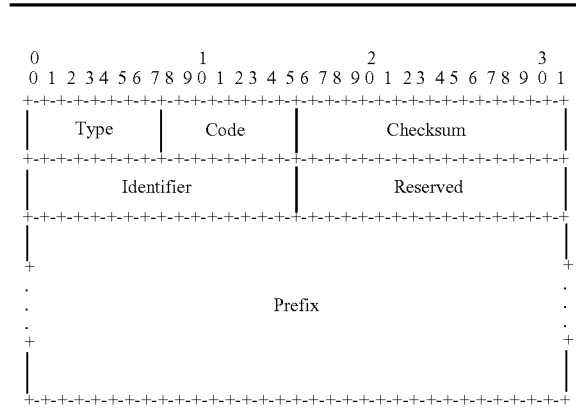 0 1 2 3
0 1 2 3 4 5 6 7 8 9 0 1 2 3 4 5 6 7 8 9 0 1 2 3 4 5 6 7 8 9 0 1
+-+-+-+-+-+-+-+-+-+-+-+-+-+-+-+-+-+-+-+-+-+-+-+-+-+-+-+-+-+-+-+-+
| Type | Code | Checksum |
+-+-+-+-+-+-+-+-+-+-+-+-+-+-+-+-+-+-+-+-+-+-+-+-+-+-+-+-+-+-+-+-+
| Identifier | Reserved |
+-+-+-+-+-+-+-+-+-+-+-+-+-+-+-+-+-+-+-+-+-+-+-+-+-+-+-+-+-+-+-+-+
| |
+ +
. .
. Prefix .
. .
+ +
| |
+-+-+-+-+-+-+-+-+-+-+-+-+-+-+-+-+-+-+-+-+-+-+-+-+-+-+-+-+-+-+-+-+